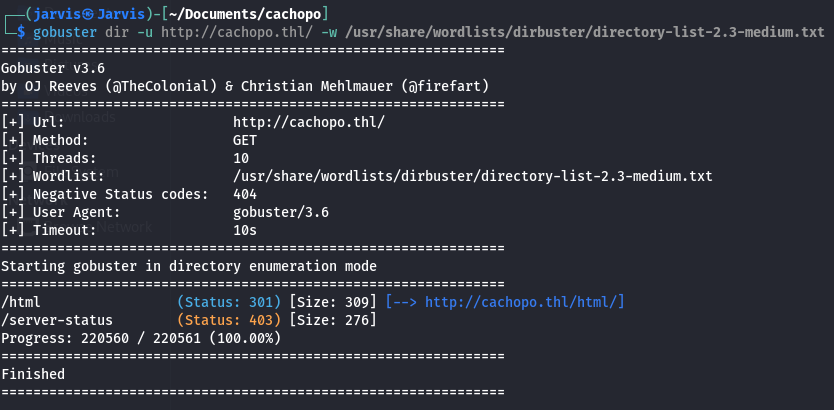 ┌──(jarvis㉿Jarvis)-[~/Documents/cachopo]
└─$ gobuster dir -u http://cachopo.thl/ -w /usr/share/wordlists/dirbuster/directory-list-2.3-medium.txt
===============================================================
Gobuster v3.6
by OJ Reeves (@TheColonial) & Christian Mehlmauer (@firefart)
===============================================================
[+] Url:                     http://cachopo.thl/
[+] Method:                  GET
[+] Threads:                 10
[+] Wordlist:                /usr/share/wordlists/dirbuster/directory-list-2.3-medium.txt
[+] Negative Status codes:   404
[+] User Agent:              gobuster/3.6
[+] Timeout:                 10s
===============================================================
Starting gobuster in directory enumeration mode
===============================================================
/html                 (Status: 301) [Size: 309] [--> http://cachopo.thl/html/]
/server-status        (Status: 403) [Size: 276]
Progress: 220560 / 220561 (100.00%)
===============================================================
Finished
===============================================================